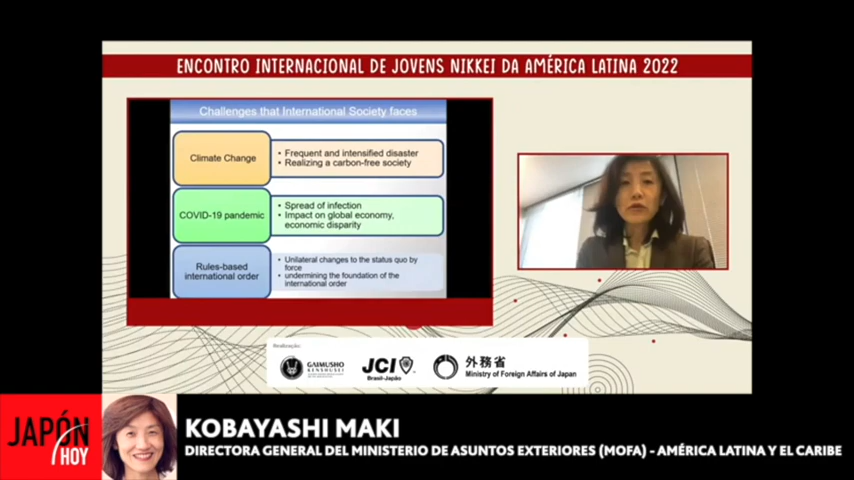 ENCONTRO INTERNACIONAL DE JOVENS NIKKEI DA AMÉRICA LATINA 2022
Challenges that International Society faces
Climate Change
• Frequent and intensified disaster
• Realizing a carbon-free society
COVID-19 pandemic
• Spread of infection
• Impact on global economy,
economic disparity
Rules-based
international order
• Unilateral changes to the status quo by
force
• undermining the foundation of the
international order
Realização:
GAIMUSHO
KENSHUSEI
JCI
Brasil-Japão
外務省
Ministry of Foreign Affairs of Japan
JAPÓN
HOY
KOBAYASHI MAKI
DIRECTORA GENERAL DEL MINISTERIO DE ASUNTOS EXTERIORES (MOFA) - AMÉRICA LATINA Y EL CARIBE